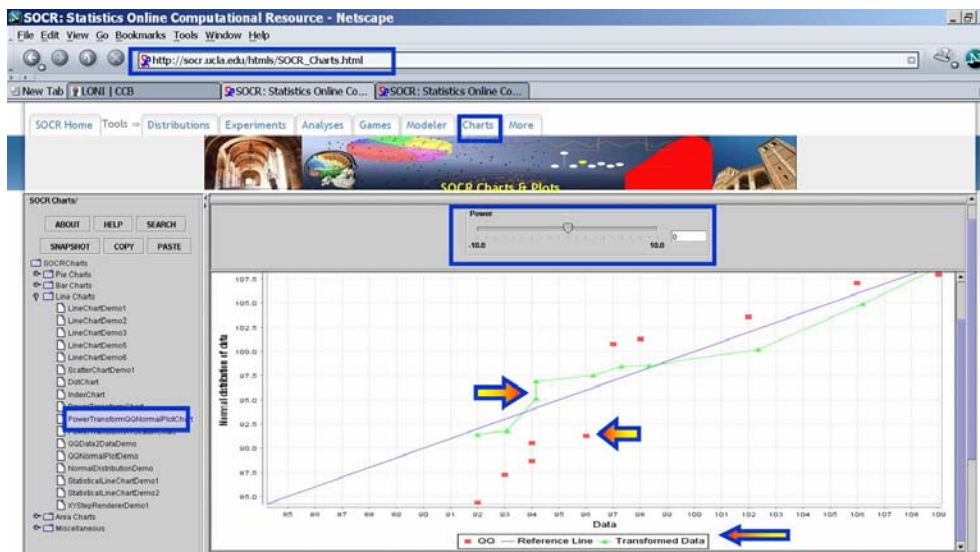 SOCR: Statistics Online Computational Resource - Netscape
File Edit View Go Bookmarks Tools Window Help
http://socr.ucla.edu/htmls/SOCR_Charts.html
New Tab LONI | CCB SOCR: Statistics Online Co... SOCR: Statistics Online Co...
SOCR Home Tools ⇒ Distributions Experiments Analyses Games Modeler Charts More
SOCR Charts & Plots
SOCR Charts/
ABOUT HELP SEARCH
SNAPSHOT COPY PASTE
SOCRCharts
Pie Charts
Bar Charts
Line Charts
LineChartDemo1
LineChartDemo2
LineChartDemo3
LineChartDemo5
LineChartDemo6
ScatterChartDemo1
DotChart
IndexChart
PowerTransformQQNormalPlotChart
QQData2DataDemo
QQNormalPlotDemo
NormalDistributionDemo
StatisticalLineChartDemo1
StatisticalLineChartDemo2
XYStepRendererDemo1
Area Charts
Miscellaneous
Power
-10.0 10.0
0
Normal distribution of data
107.5
105.0
102.5
100.0
97.5
95.0
92.5
90.0
87.5
85.0
85 86 87 88 89 90 91 92 93 94 95 96 97 98 99 100 101 102 103 104 105 106 107 108 109
Data
QQ Reference Line Transformed Data